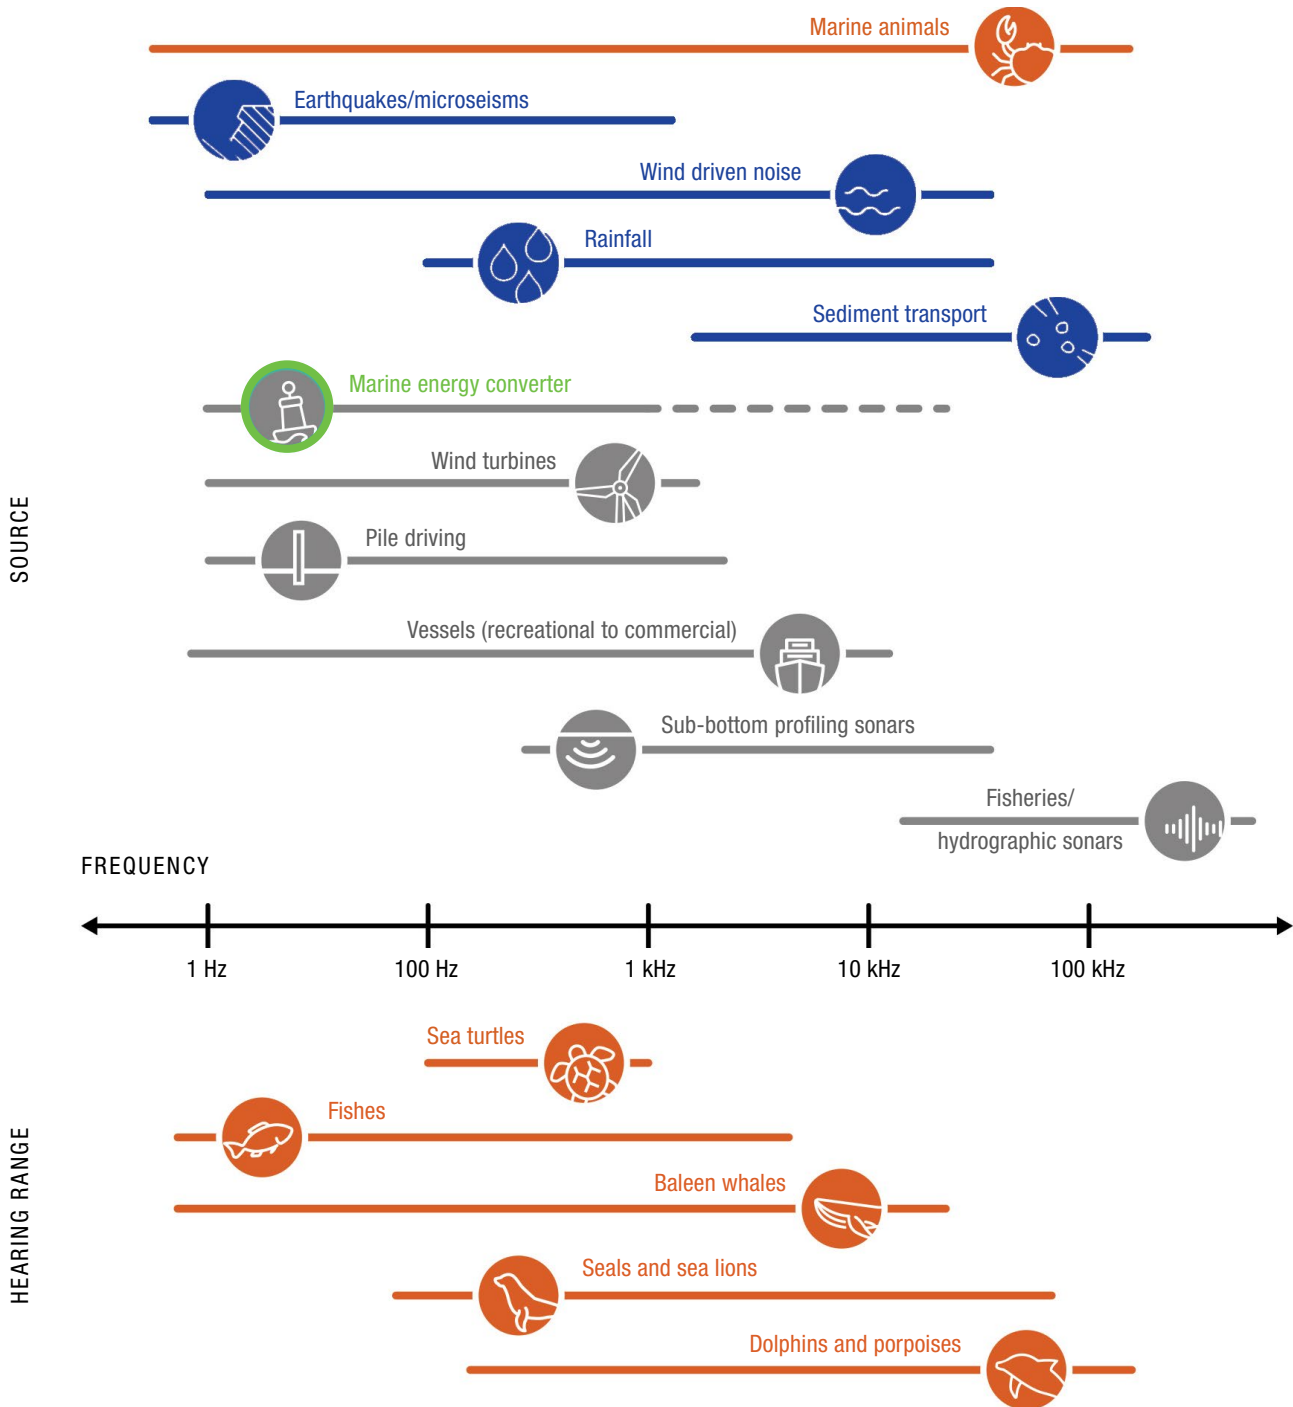 Marine animals
Earthquakes/microseisms
Wind driven noise
Rainfall
Sediment transport
Marine energy converter
Wind turbines
SOURCE
Pile driving
Vessels (recreational to commercial)
Sub-bottom profiling sonars
Fisheries/
hydrographic sonars
FREQUENCY
1 Hz
100 Hz
1 kHz
10 kHz
100 kHz
Sea turtles
Fishes
HEARING RANGE
Baleen whales
Seals and sea lions
Dolphins and porpoises